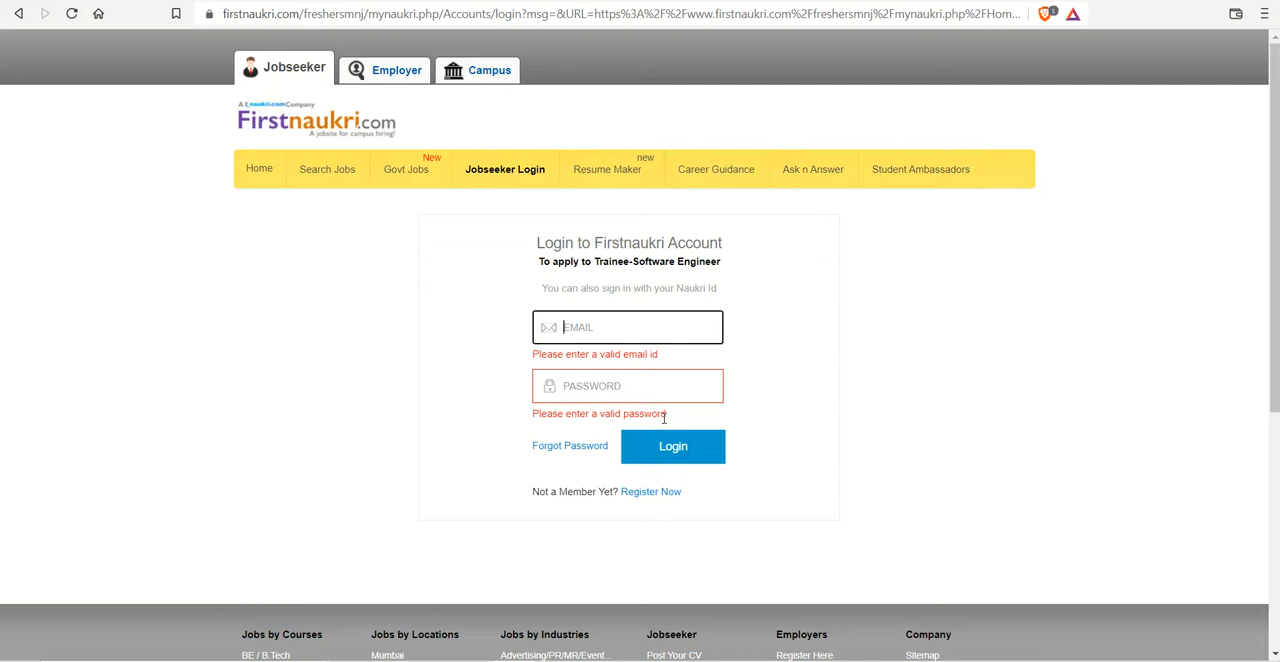 firstnaukri.com/freshersmnj/mynaukri.php/Accounts/login?msg=&URL=https%3A%2F%2Fwww.firstnaukri.com%2Ffreshersmnj%2Fmynaukri.php%2FHom...
5
Jobseeker
Employer
Campus
A naukri.com Company
Firstnaukri.com
A jobsite for campus hiring!
New
new
Home
Search Jobs
Govt Jobs
Jobseeker Login
Resume Maker
Career Guidance
Ask n Answer
Student Ambassadors
Login to Firstnaukri Account
To apply to Trainee-Software Engineer
You can also sign in with your Naukri Id
EMAIL
Please enter a valid email id
PASSWORD
Please enter a valid password
Forgot Password
Login
Not a Member Yet? Register Now
Jobs by Courses
Jobs by Locations
Jobs by Industries
Jobseeker
Employers
Company
BE / B.Tech
Mumbai
Advertising/PR/MR/Event...
Post Your CV
Register Here
Sitemap